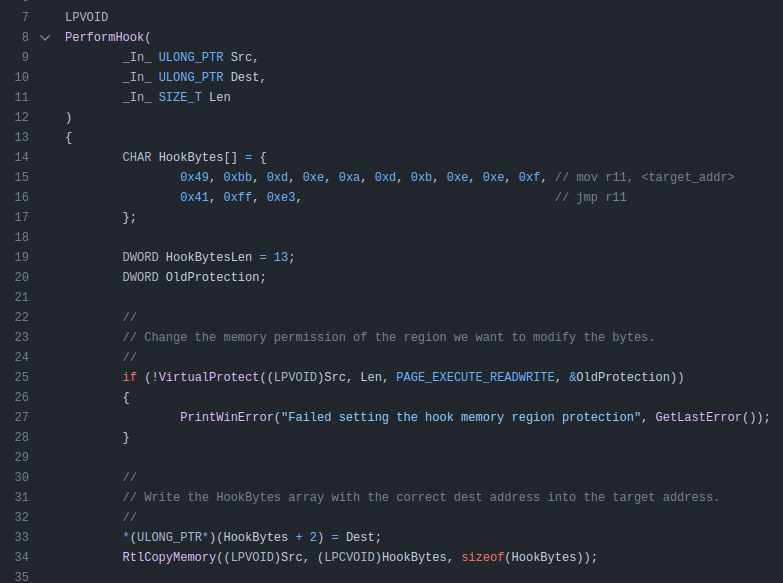 7 LPVOID
8 PerformHook(
9 _In_ ULONG_PTR Src,
10 _In_ ULONG_PTR Dest,
11 _In_ SIZE_T Len
12 )
13 {
14 CHAR HookBytes[] = {
15 0x49, 0xbb, 0xd, 0xe, 0xa, 0xd, 0xb, 0xe, 0xe, 0xf, // mov r11, <target_addr>
16 0x41, 0xff, 0xe3, // jmp r11
17 };
18
19 DWORD HookBytesLen = 13;
20 DWORD OldProtection;
21
22 //
23 // Change the memory permission of the region we want to modify the bytes.
24 //
25 if (!VirtualProtect((LPVOID)Src, Len, PAGE_EXECUTE_READWRITE, &OldProtection))
26 {
27 PrintWinError("Failed setting the hook memory region protection", GetLastError());
28 }
29
30 //
31 // Write the HookBytes array with the correct dest address into the target address.
32 //
33 *(ULONG_PTR*)(HookBytes + 2) = Dest;
34 RtlCopyMemory((LPVOID)Src, (LPCVOID)HookBytes, sizeof(HookBytes));
35